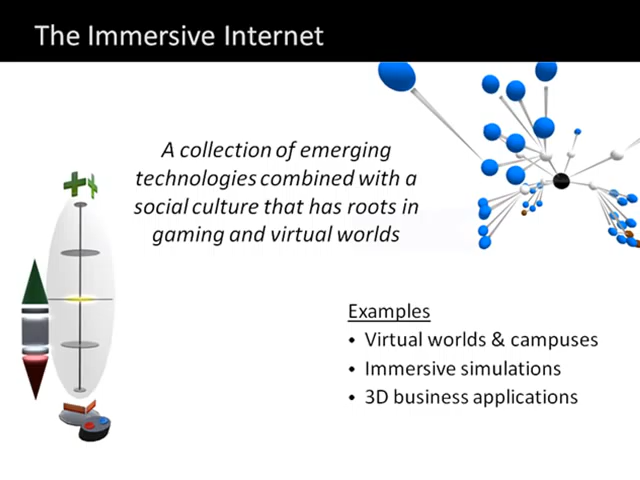 The Immersive Internet
A collection of emerging
technologies combined with a
social culture that has roots in
gaming and virtual worlds
Examples
• Virtual worlds & campuses
• Immersive simulations
• 3D business applications